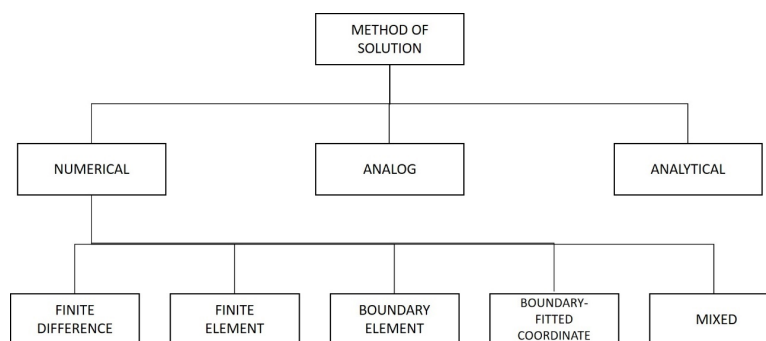 METHOD OF
SOLUTION
NUMERICAL
ANALOG
ANALYTICAL
FINITE
DIFFERENCE
FINITE
ELEMENT
BOUNDARY
ELEMENT
BOUNDARY-
FITTED
COORDINATE
MIXED